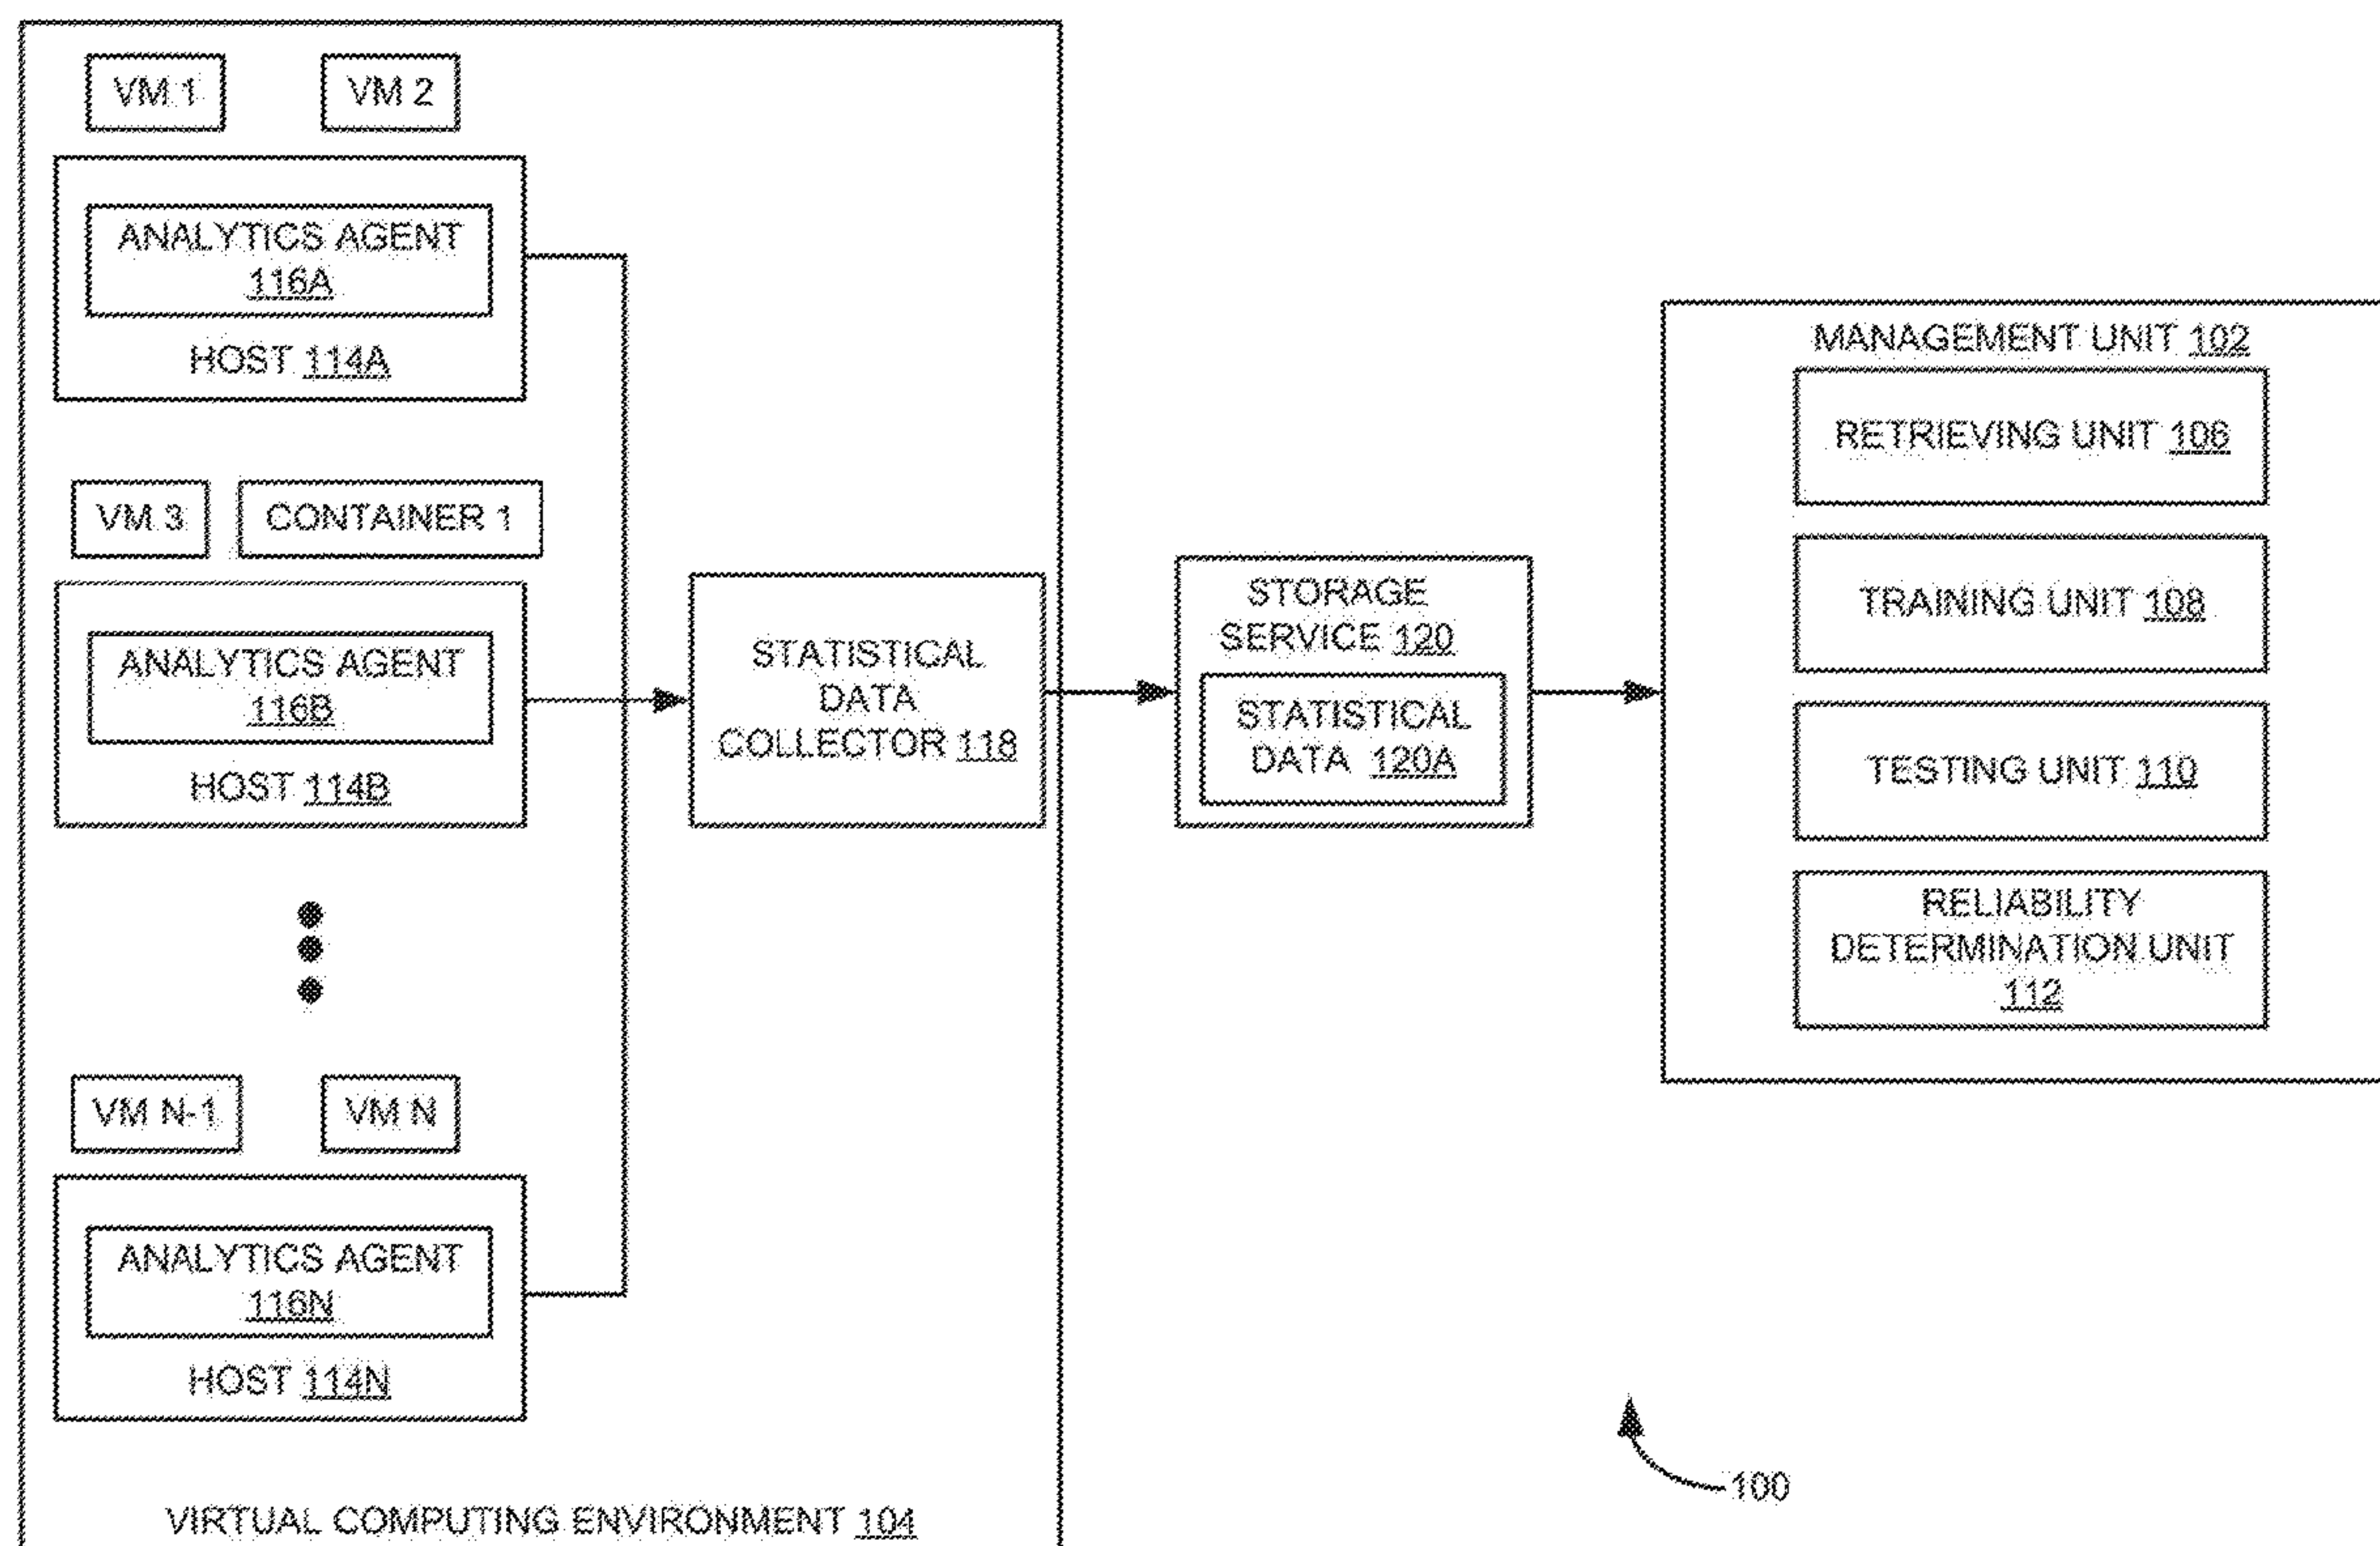 VM 1
VM 2
ANALYTICS AGENT
116A
HOST 114A
VM 3
CONTAINER 1
ANALYTICS AGENT
116B
HOST 114B
VM N-1
VM N
ANALYTICS AGENT
116N
HOST 114N
VIRTUAL COMPUTING ENVIRONMENT 104
STATISTICAL
DATA
COLLECTOR 118
STORAGE
SERVICE 120
STATISTICAL
DATA 120A
MANAGEMENT UNIT 102
RETRIEVING UNIT 106
TRAINING UNIT 108
TESTING UNIT 110
RELIABILITY
DETERMINATION UNIT
112
100